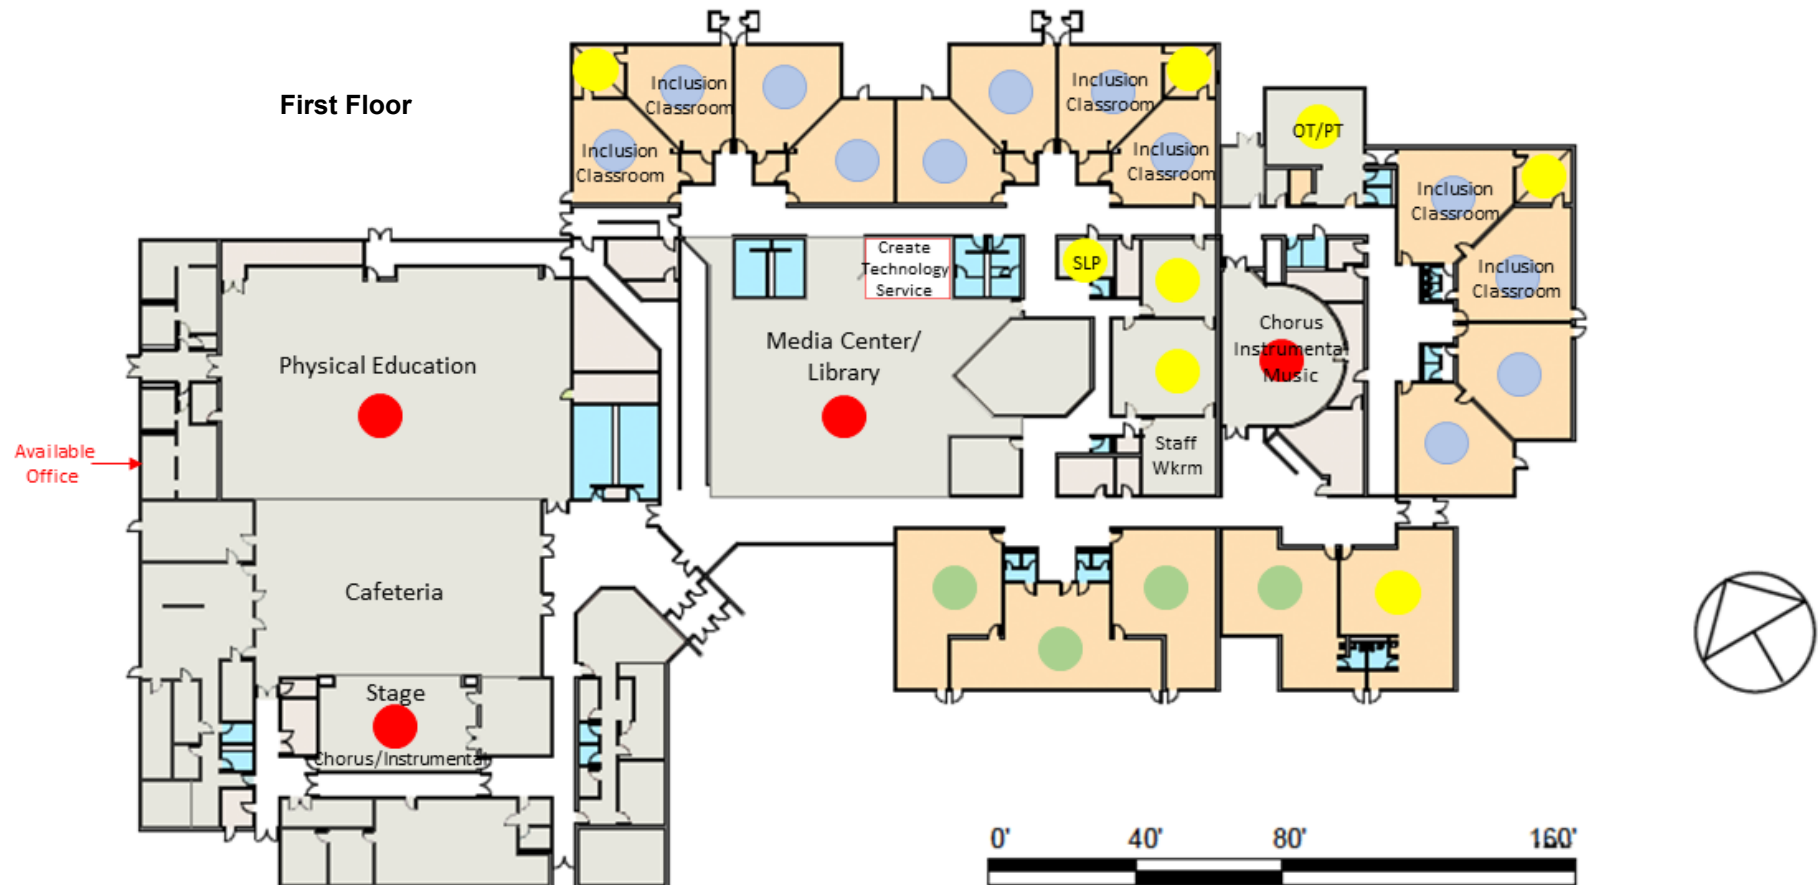 First Floor
Inclusion
Classroom
Inclusion
Classroom
Inclusion
Classroom
Inclusion
Classroom
OT/PT
Inclusion
Classroom
Inclusion
Classroom
Create
Technology
Service
SLP
Media Center/
Library
Chorus
Instrumental
Music
Physical Education
Staff
Wkrm
Available
Office
Cafeteria
Stage
Chorus/Instrumental
0' 40' 80' 160'